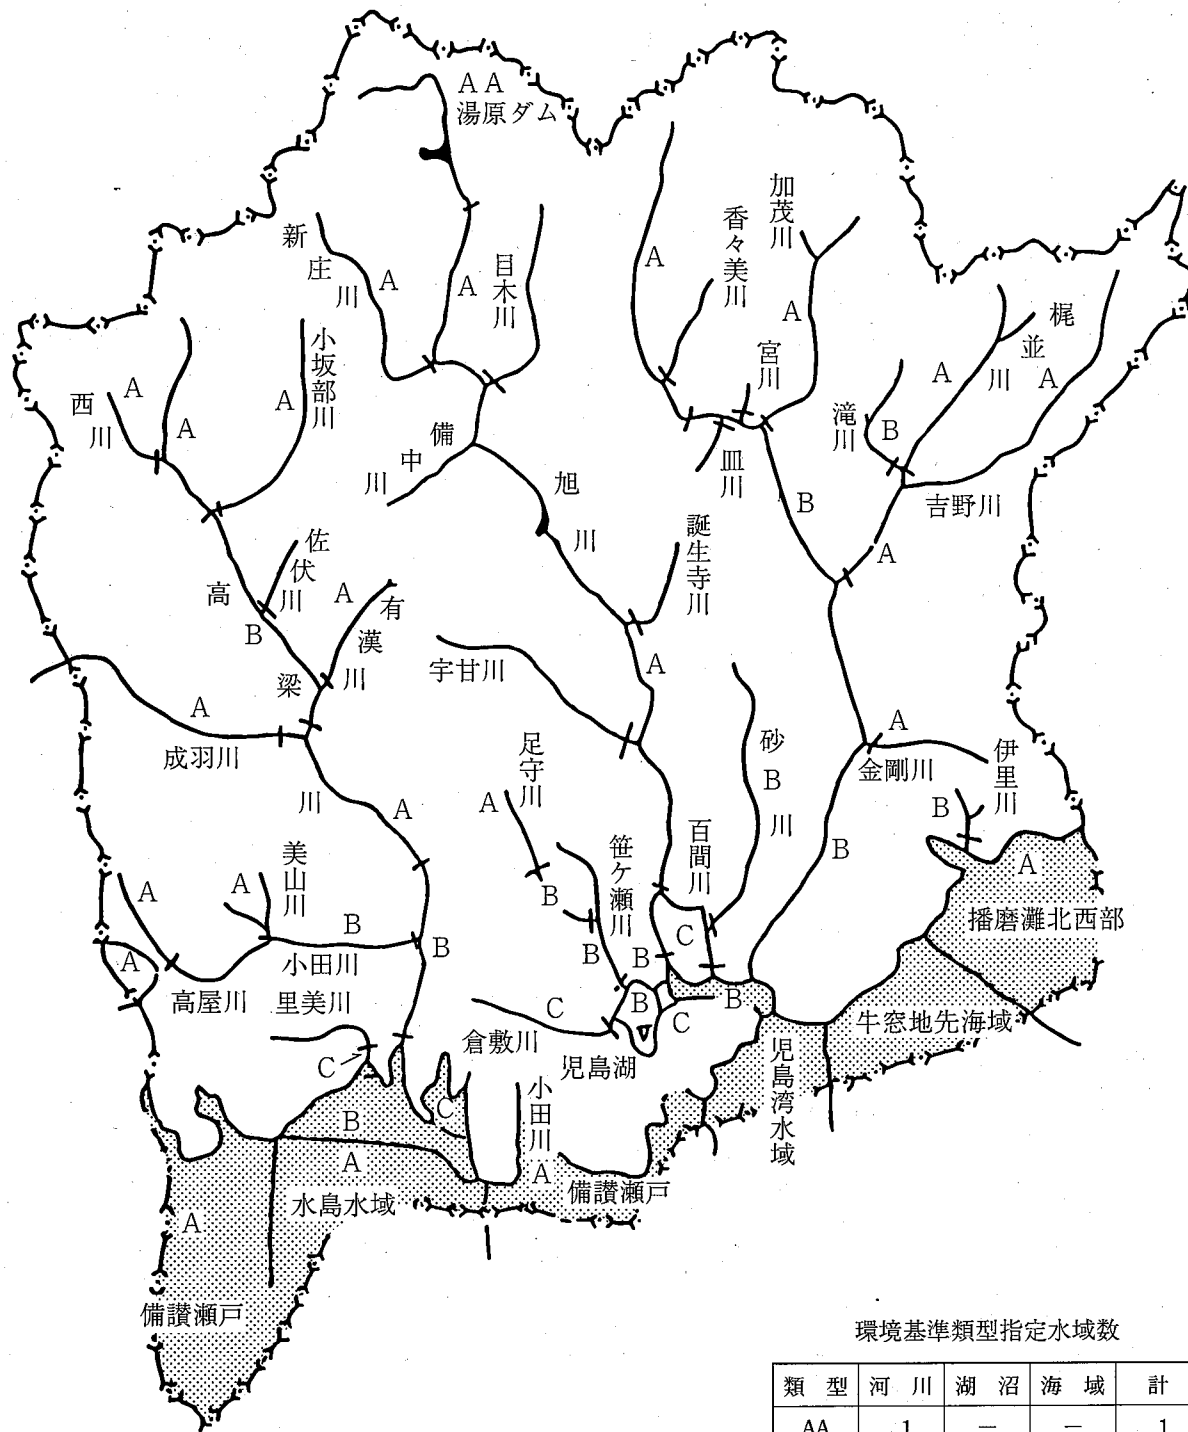 AA
湯原ダム
新庄川
A
A
目木川
A
香々美川
加茂川
A
宮川
皿川
梶並川
A
A
滝川
B
吉野川
A
B
西川
A
A
小坂部川
A
備中川
旭川
誕生寺川
佐伏川
高梁川
B
有漢川
A
A
成羽川
宇甘川
A
足守川
A
B
笹ケ瀬川
B
百間川
C
砂川
B
A
金剛川
伊里川
B
B
A
播磨灘北西部
牛窓地先海域
児島湾水域
A
B
美山川
A
A
B
小田川
A
高屋川
里美川
C
C
倉敷川
B
児島湖
B
C
B
小田川
C
B
A
水島水域
A
備讃瀬戸
A
備讃瀬戸
環境基準類型指定水域数
類型 河川 湖沼 海域 計
AA 1 － － 1